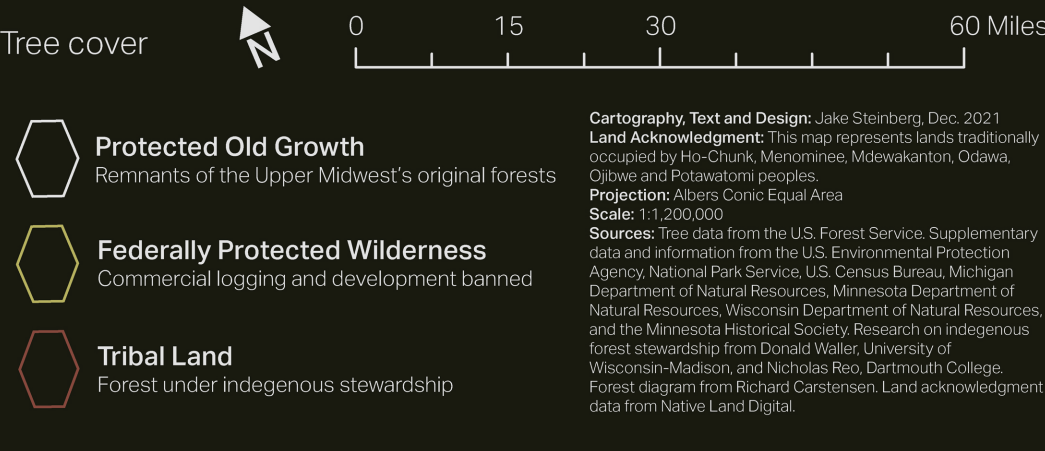 Tree cover
N
0 15 30 60 Miles
Protected Old Growth
Remnants of the Upper Midwest's original forests
Federally Protected Wilderness
Commercial logging and development banned
Tribal Land
Forest under indegenous stewardship
Cartography, Text and Design: Jake Steinberg, Dec. 2021
Land Acknowledgment: This map represents lands traditionally
occupied by Ho-Chunk, Menominee, Mdewakanton, Odawa,
Ojibwe and Potawatomi peoples.
Projection: Albers Conic Equal Area
Scale: 1:1,200,000
Sources: Tree data from the U.S. Forest Service. Supplementary
data and information from the U.S. Environmental Protection
Agency, National Park Service, U.S. Census Bureau, Michigan
Department of Natural Resources, Minnesota Department of
Natural Resources, Wisconsin Department of Natural Resources,
and the Minnesota Historical Society. Research on indegenous
forest stewardship from Donald Waller, University of
Wisconsin-Madison, and Nicholas Reo, Dartmouth College.
Forest diagram from Richard Carstensen. Land acknowledgment
data from Native Land Digital.